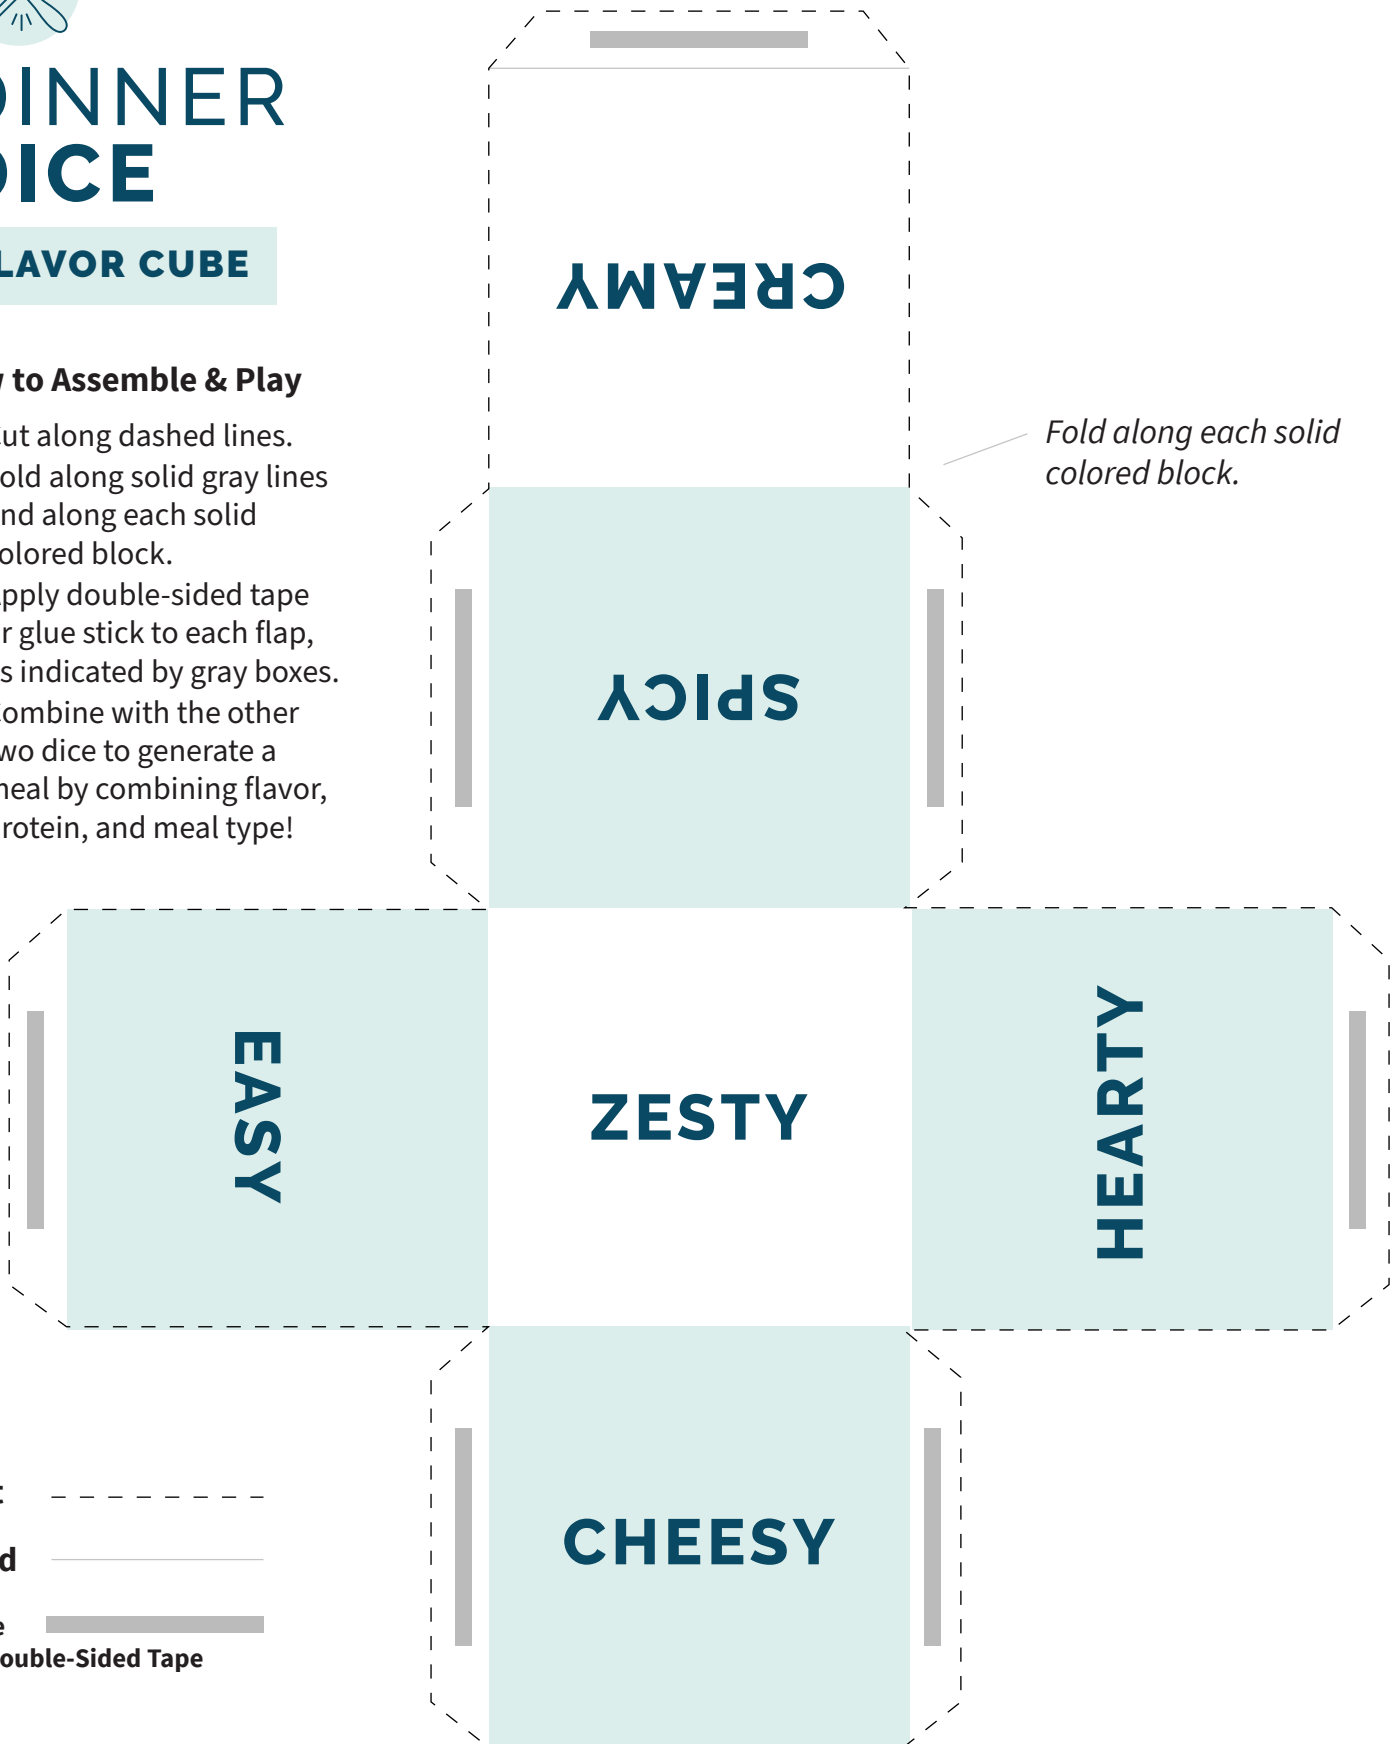 DINNER
DICE
LAVOR CUBE
to Assemble & Play
ut along dashed lines.
old along solid gray lines
nd along each solid
olored block.
pply double-sided tape
r glue stick to each flap,
s indicated by gray boxes.
ombine with the other
wo dice to generate a
eal by combining flavor,
rotein, and meal type!
CREAMY
Fold along each solid
colored block.
SPICY
EASY
ZESTY
HEARTY
CHEESY
d
e
ouble-Sided Tape